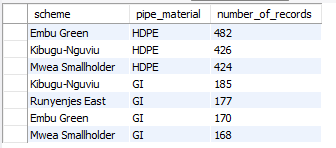 scheme pipe_material number_of_records
Embu Green HDPE 482
Kibugu-Nguviu HDPE 426
Mwea Smallholder HDPE 424
Kibugu-Nguviu GI 185
Runyenjes East GI 177
Embu Green GI 170
Mwea Smallholder GI 168